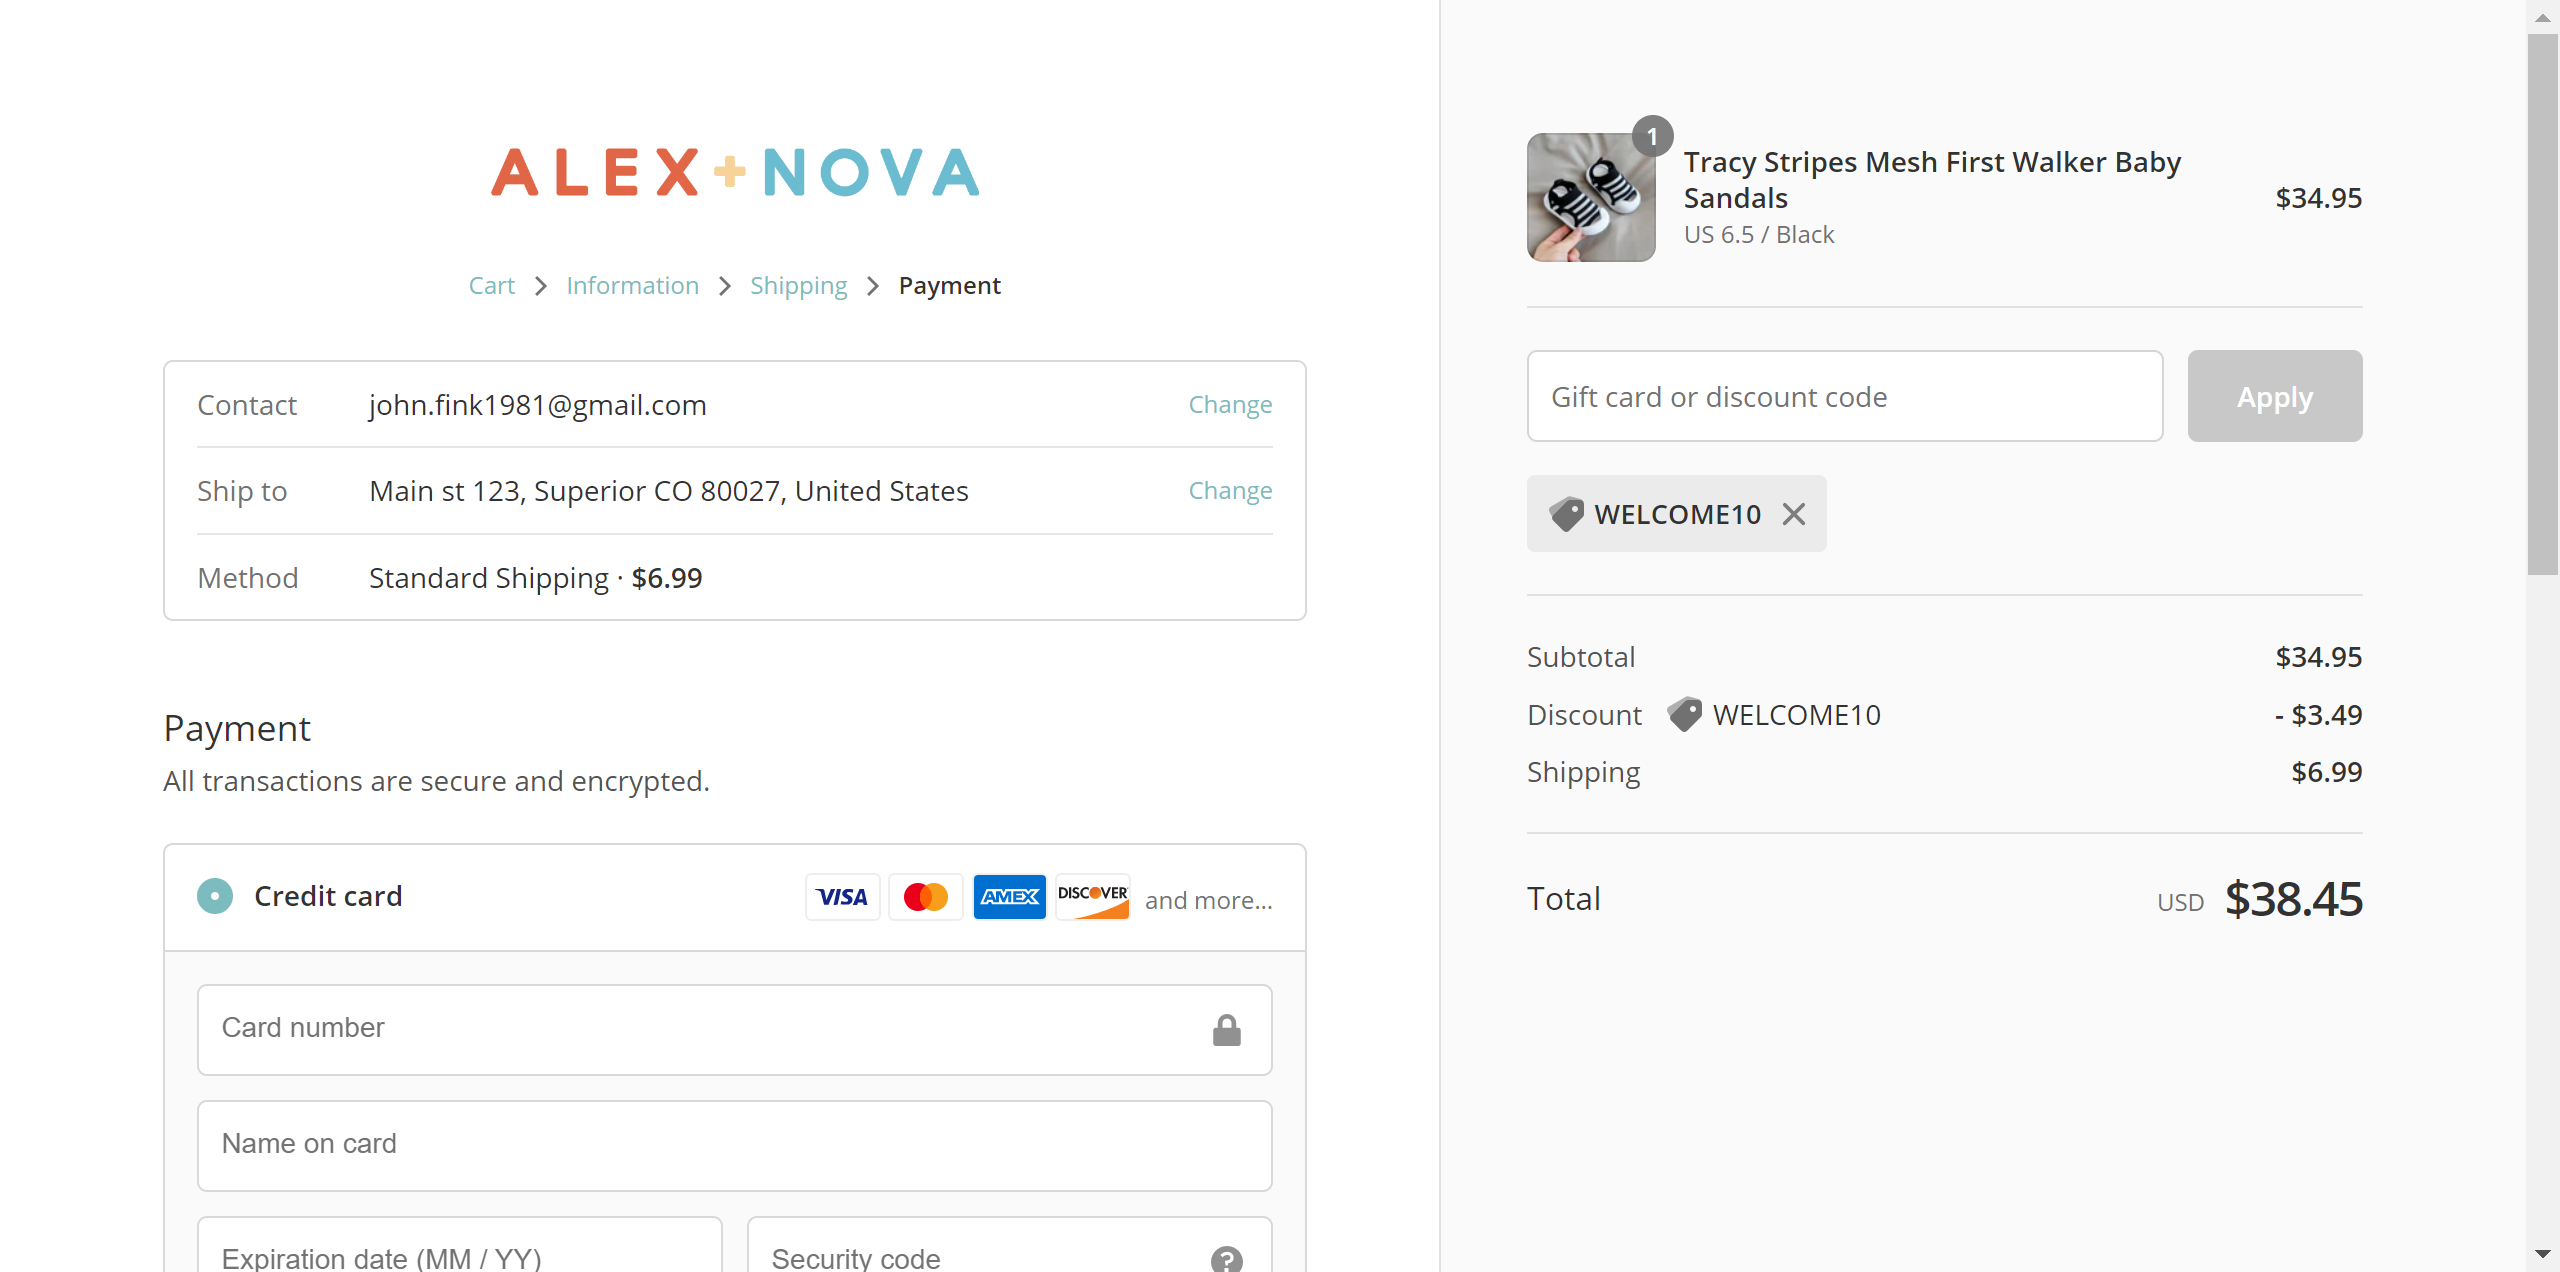 ALEX+NOVA
Cart > Information > Shipping > Payment
Contact john.fink1981@gmail.com Change
Ship to Main st 123, Superior CO 80027, United States Change
Method Standard Shipping · $6.99
Payment
All transactions are secure and encrypted.
Credit card VISA AMEX DISCOVER and more...
Card number
Name on card
Expiration date (MM / YY) Security code ?
1
Tracy Stripes Mesh First Walker Baby
Sandals $34.95
US 6.5 / Black
Gift card or discount code Apply
WELCOME10
Subtotal $34.95
Discount WELCOME10 - $3.49
Shipping $6.99
Total USD $38.45